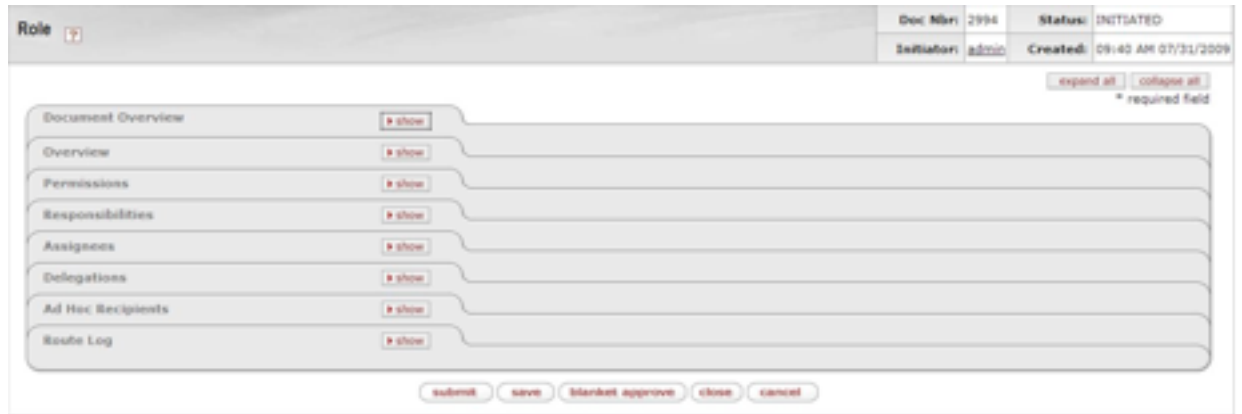 Role ?
Doc Nbr: 2994 Status: INITIATED
Initiator: admin Created: 09:40 AM 07/31/2009
expand all collapse all
* required field
Document Overview show
Overview show
Permissions show
Responsibilities show
Assignees show
Delegations show
Ad Hoc Recipients show
Route Log show
submit save blanket approve close cancel